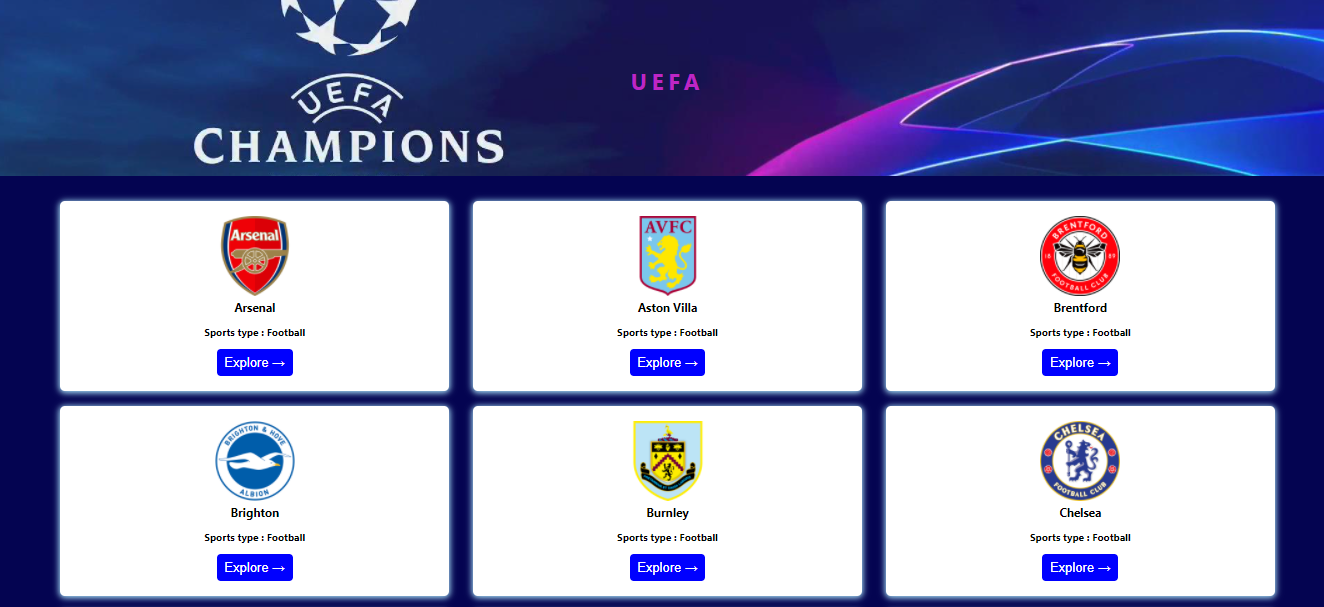 UEFA
CHAMPIONS
UEFA
Arsenal
Arsenal
Sports type : Football
Explore →
AVFC
Aston Villa
Sports type : Football
Explore →
BRENTFORD
18 89
FOOTBALL CLUB
Brentford
Sports type : Football
Explore →
BRIGHTON & HOVE
ALBION
Brighton
Sports type : Football
Explore →
Burnley
Sports type : Football
Explore →
CHELSEA
FOOTBALL CLUB
Chelsea
Sports type : Football
Explore →